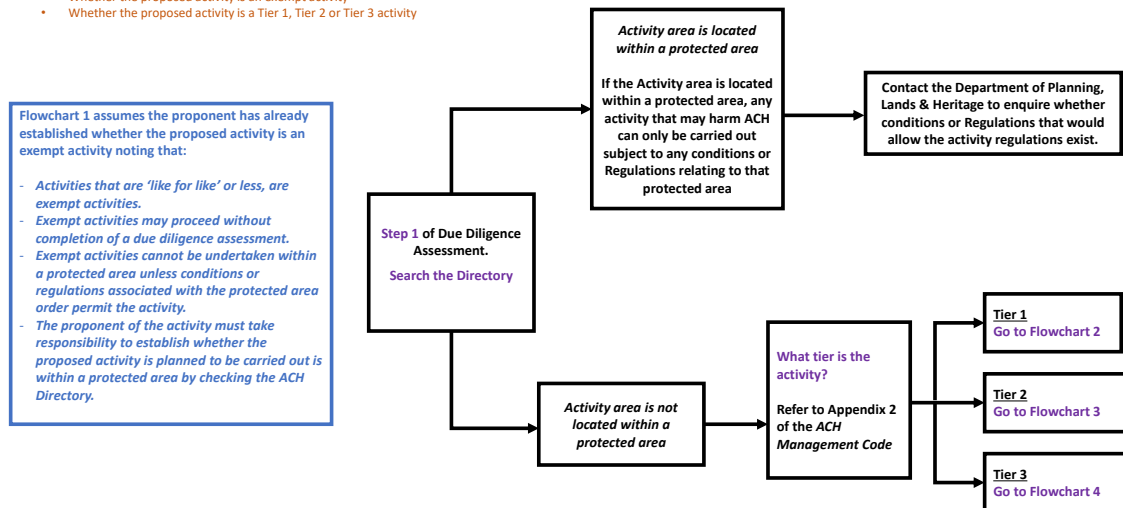 Whether the proposed activity is an exempt activity
• Whether the proposed activity is a Tier 1, Tier 2 or Tier 3 activity
Flowchart 1 assumes the proponent has already
established whether the proposed activity is an
exempt activity noting that:
- Activities that are ‘like for like’ or less, are
exempt activities.
- Exempt activities may proceed without
completion of a due diligence assessment.
- Exempt activities cannot be undertaken within
a protected area unless conditions or
regulations associated with the protected area
order permit the activity.
- The proponent of the activity must take
responsibility to establish whether the
proposed activity is planned to be carried out is
within a protected area by checking the ACH
Directory.
Step 1 of Due Diligence
Assessment.
Search the Directory
Activity area is located
within a protected area
If the Activity area is located
within a protected area, any
activity that may harm ACH
can only be carried out
subject to any conditions or
Regulations relating to that
protected area
Contact the Department of Planning,
Lands & Heritage to enquire whether
conditions or Regulations that would
allow the activity regulations exist.
Activity area is not
located within a
protected area
What tier is the
activity?
Refer to Appendix 2
of the ACH
Management Code
Tier 1
Go to Flowchart 2
Tier 2
Go to Flowchart 3
Tier 3
Go to Flowchart 4